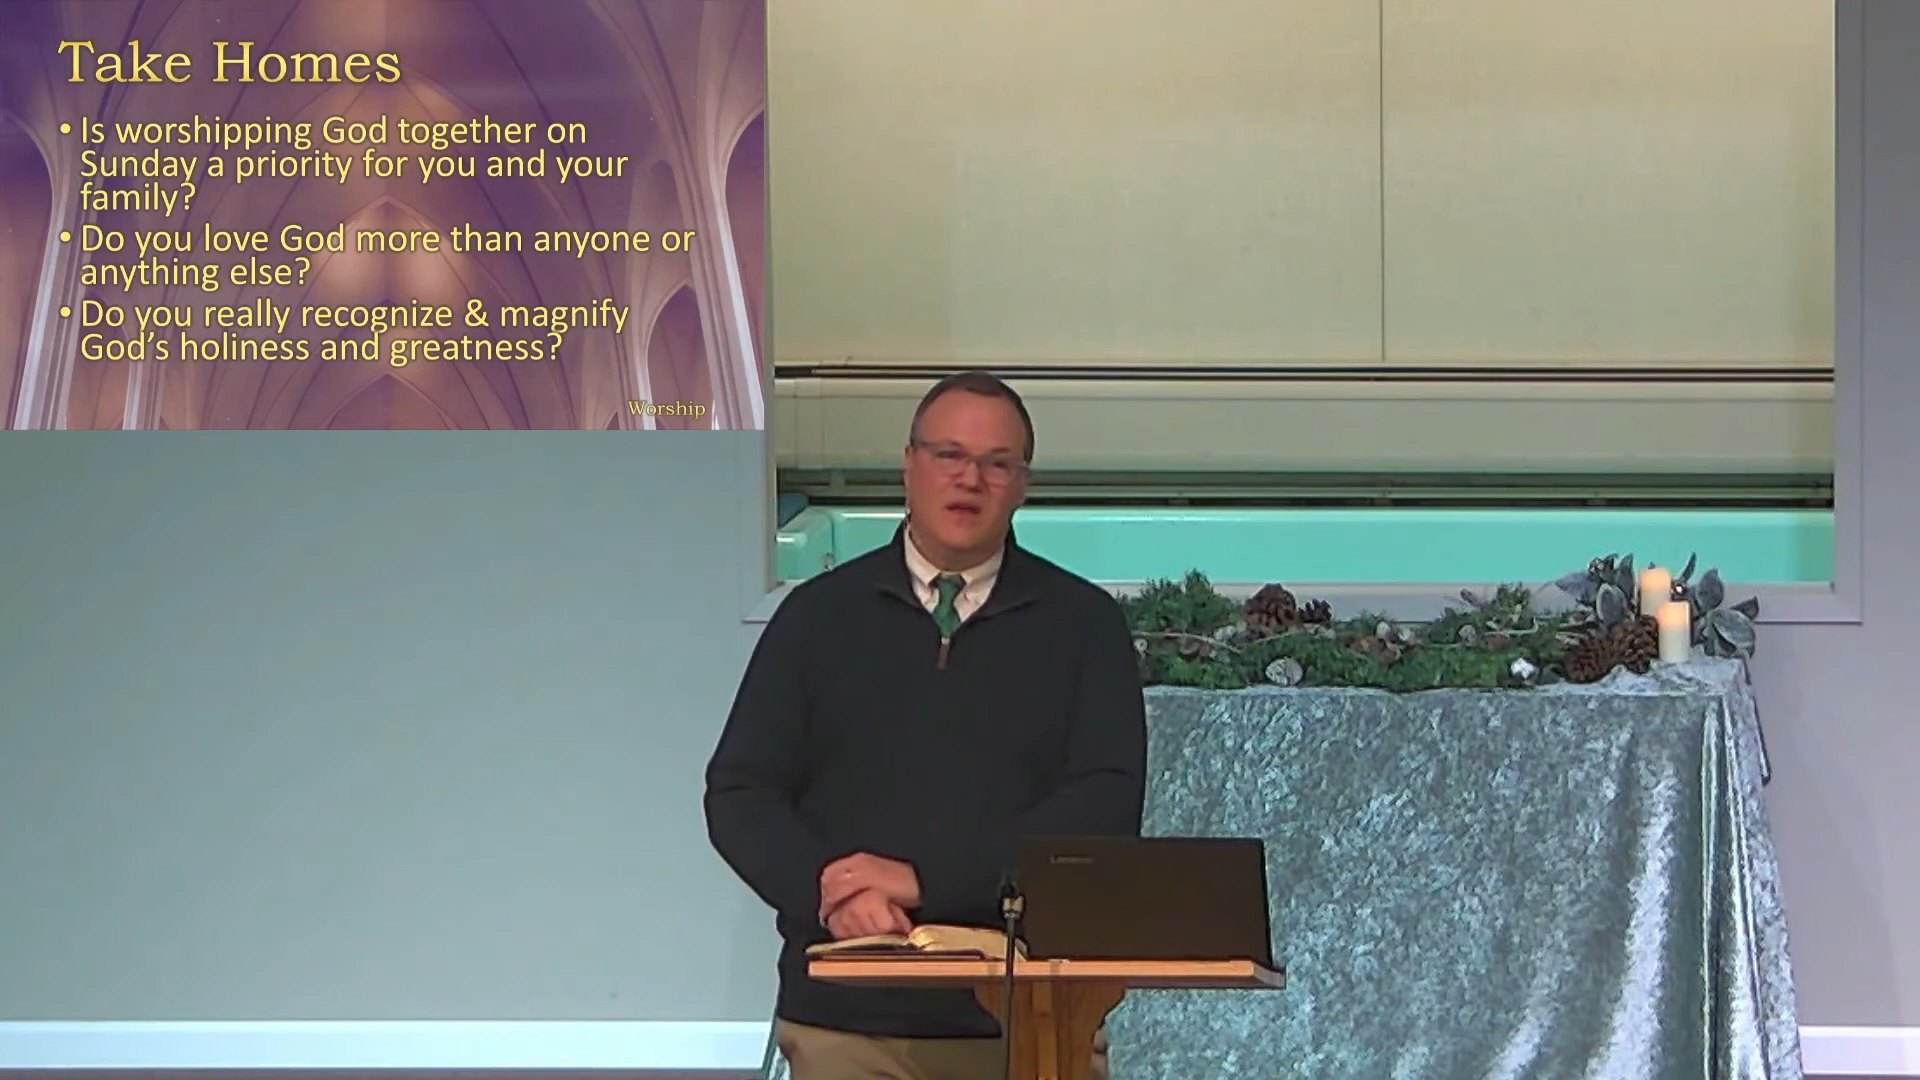 Take Homes
• Is worshipping God together on
Sunday a priority for you and your
family?
• Do you love God more than anyone or
anything else?
• Do you really recognize & magnify
God's holiness and greatness?
Worship
Lenovo